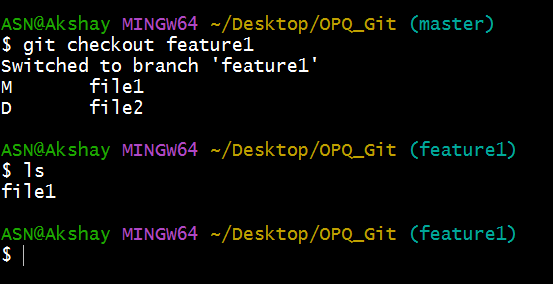 ASN@Akshay MINGW64 ~/Desktop/OPQ_Git (master)
$ git checkout feature1
Switched to branch 'feature1'
M       file1
D       file2
ASN@Akshay MINGW64 ~/Desktop/OPQ_Git (feature1)
$ ls
file1
ASN@Akshay MINGW64 ~/Desktop/OPQ_Git (feature1)
$